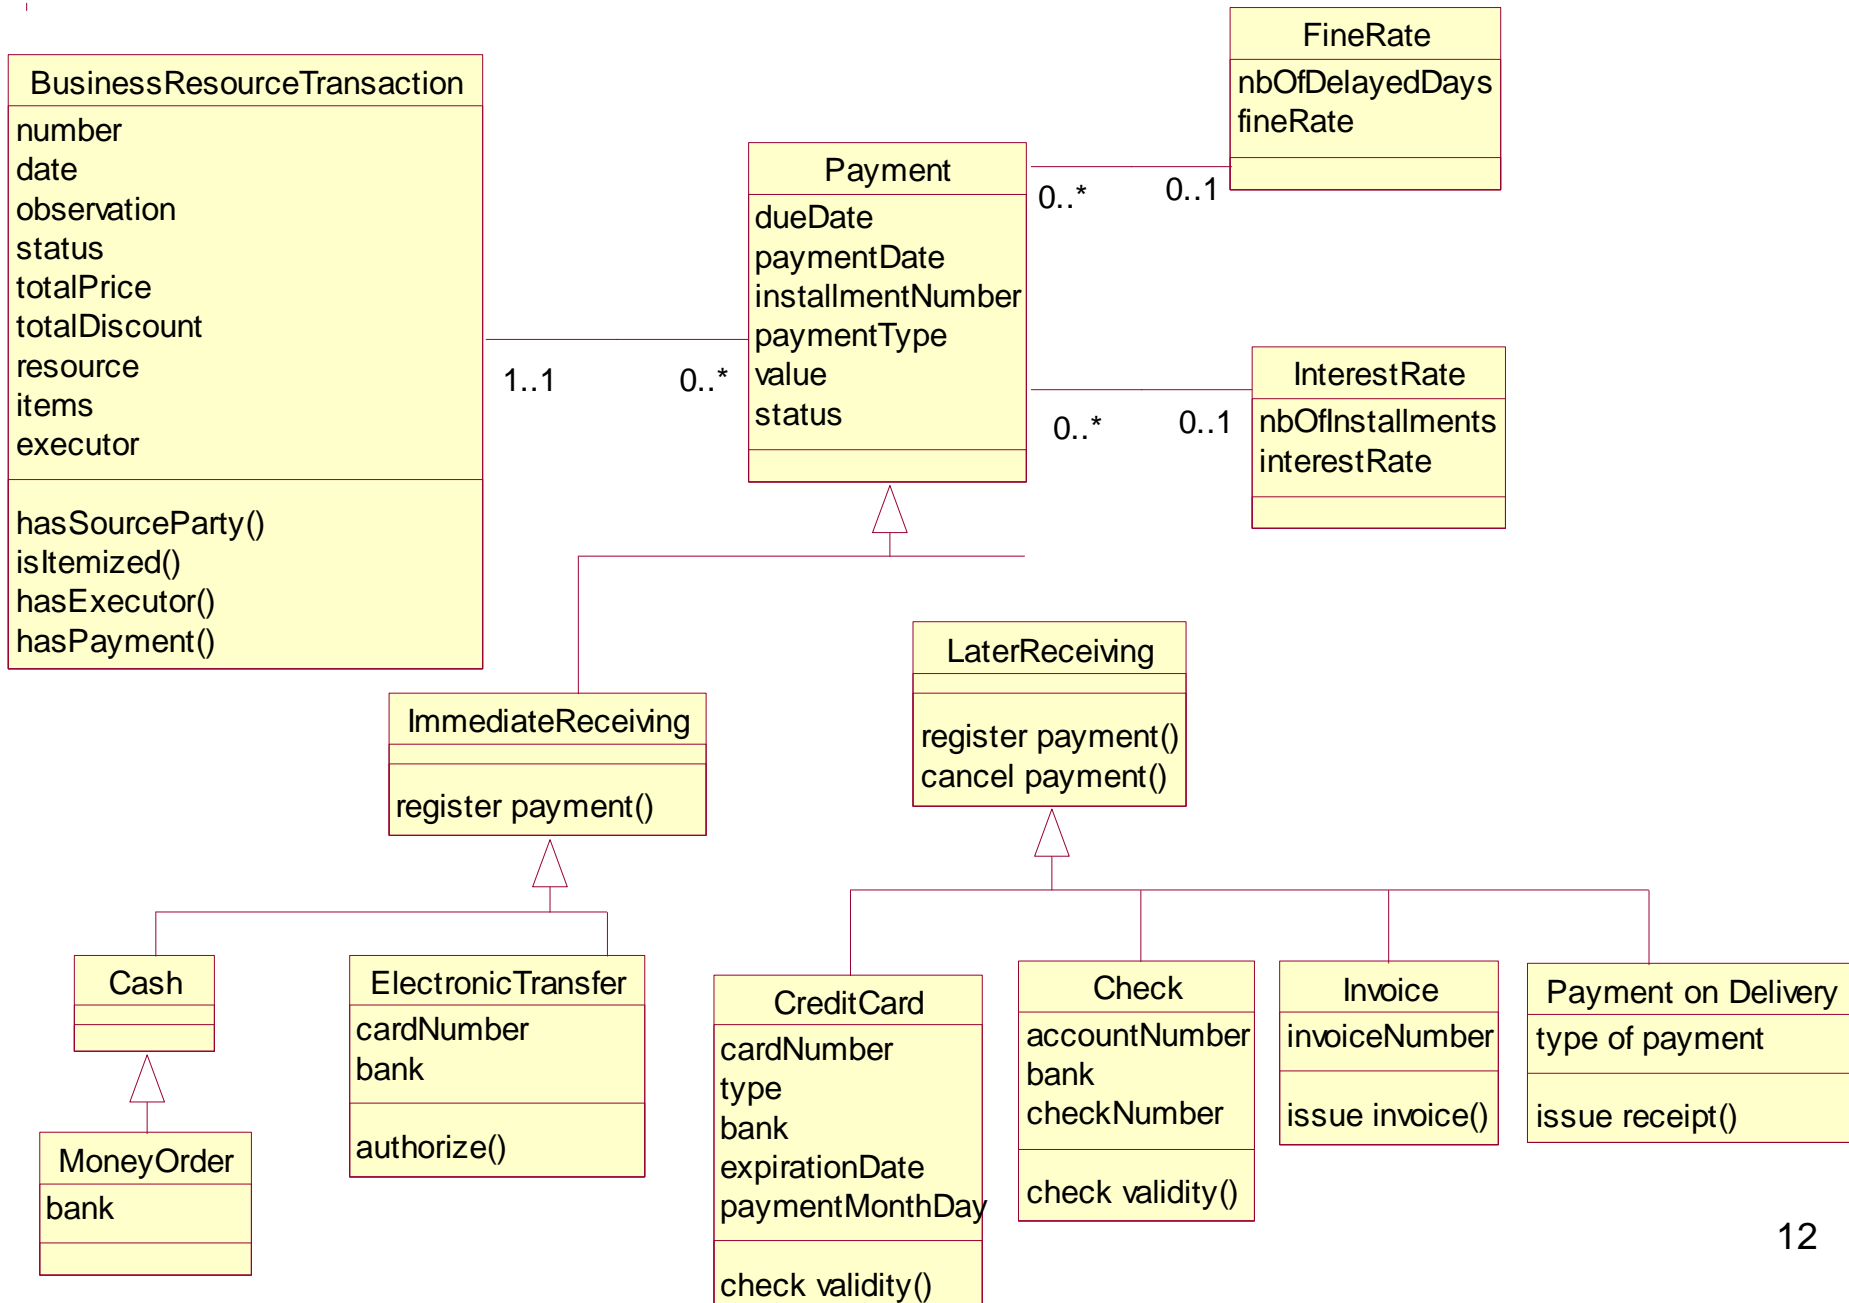 BusinessResourceTransaction
number
date
observation
status
totalPrice
totalDiscount
resource
items
executor
hasSourceParty()
isItemized()
hasExecutor()
hasPayment()
1..1
0..*
Payment
dueDate
paymentDate
installmentNumber
paymentType
value
status
0..*
0..1
FineRate
nbOfDelayedDays
fineRate
0..*
0..1
InterestRate
nbOfInstallments
interestRate
ImmediateReceiving
register payment()
LaterReceiving
register payment()
cancel payment()
Cash
MoneyOrder
bank
ElectronicTransfer
cardNumber
bank
authorize()
CreditCard
cardNumber
type
bank
expirationDate
paymentMonthDay
check validity()
Check
accountNumber
bank
checkNumber
check validity()
Invoice
invoiceNumber
issue invoice()
Payment on Delivery
type of payment
issue receipt()
12